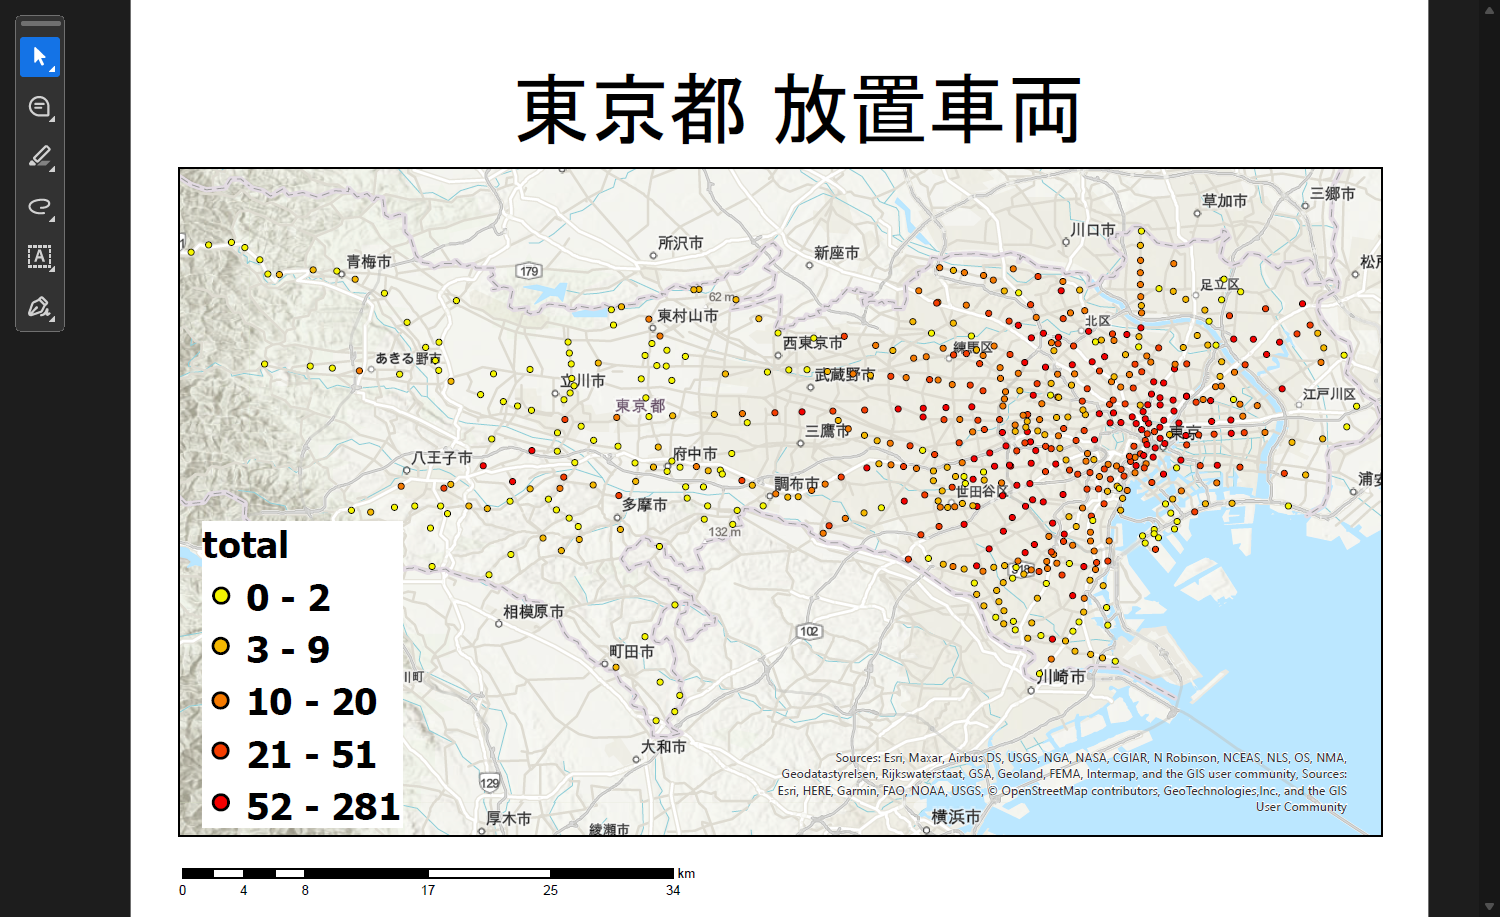 東京都 放置車両
三郷市
草加市
川口市
所沢市
新座市
青梅市
179
松戸
足立区
62 m
東村山市
北区
西東京市
練馬区
あきる野市
立川市
武蔵野市
江戸川区
東京都
三鷹市
東京
府中市
八王子市
調布市
世田谷区
浦安
多摩市
132 m
total
0 - 2
3 - 9
10 - 20
21 - 51
52 - 281
318
相模原市
102
町田市
川町
川崎市
大和市
129
Sources: Esri, Maxar, Airbus DS, USGS, NGA, NASA, CGIAR, N Robinson, NCEAS, NLS, OS, NMA,
Geodatastyrelsen, Rijkswaterstaat, GSA, Geoland, FEMA, Intermap, and the GIS user community, Sources:
Esri, HERE, Garmin, FAO, NOAA, USGS, © OpenStreetMap contributors, GeoTechnologies,Inc., and the GIS
User Community
厚木市
綾瀬市
横浜市
km
0 4 8 17 25 34